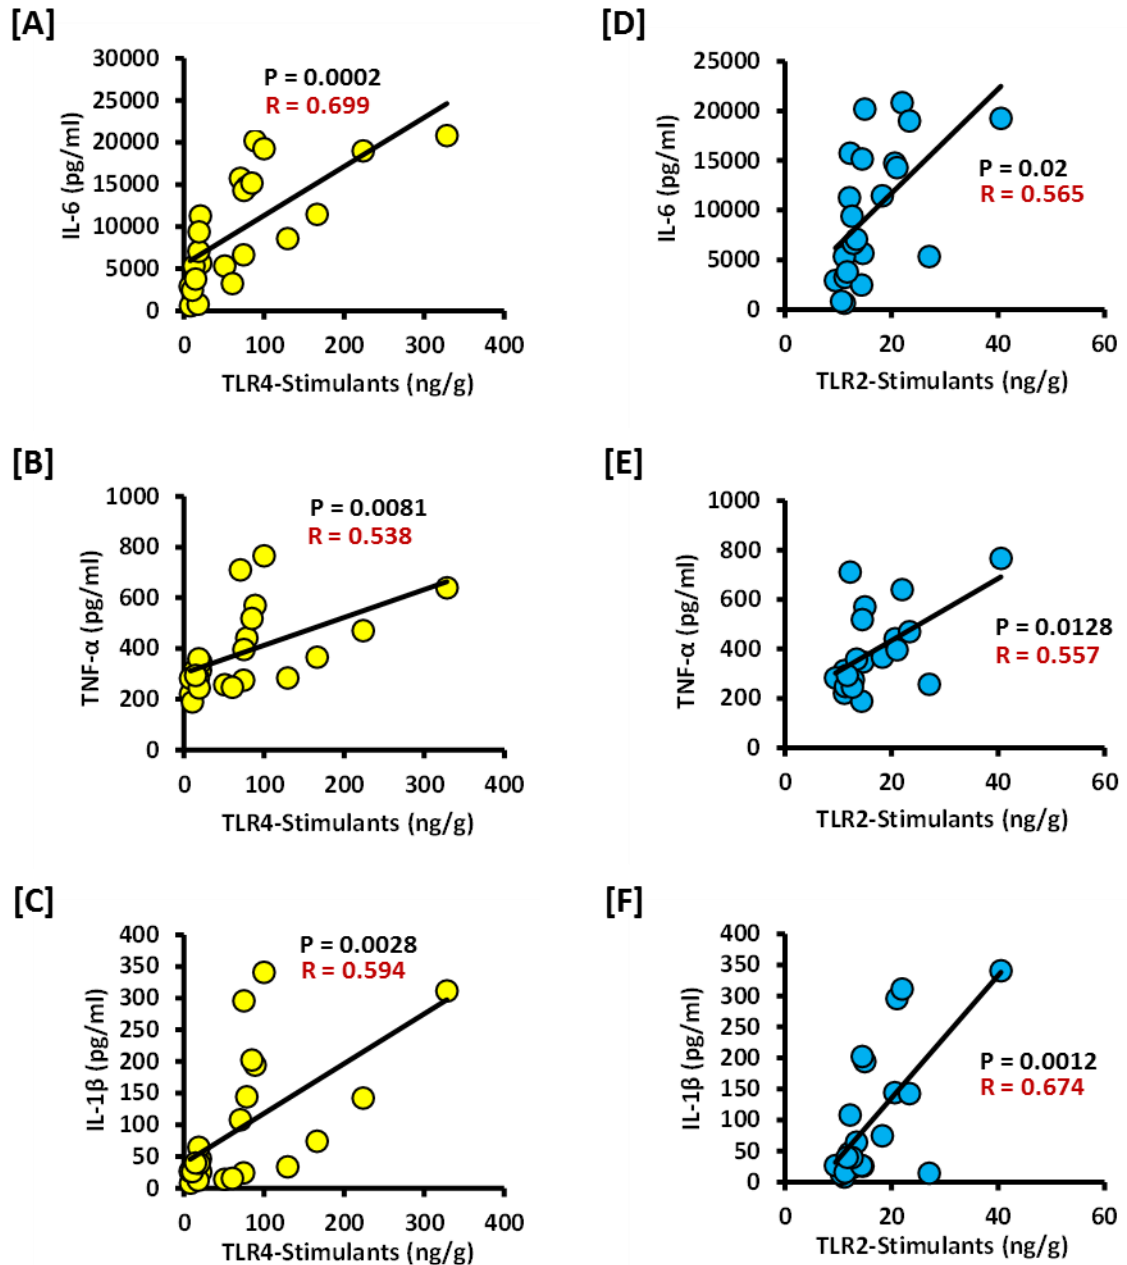 [A]
30000
25000
20000
15000
10000
5000
0
IL-6 (pg/ml)
P = 0.0002
R = 0.699
0 100 200 300 400
TLR4-Stimulants (ng/g)
[D]
25000
20000
15000
10000
5000
0
IL-6 (pg/ml)
P = 0.02
R = 0.565
0 20 40 60
TLR2-Stimulants (ng/g)
[B]
1000
800
600
400
200
0
TNF-α (pg/ml)
P = 0.0081
R = 0.538
0 100 200 300 400
TLR4-Stimulants (ng/g)
[E]
1000
800
600
400
200
0
TNF-α (pg/ml)
P = 0.0128
R = 0.557
0 20 40 60
TLR2-Stimulants (ng/g)
[C]
400
350
300
250
200
150
100
50
0
IL-1β (pg/ml)
P = 0.0028
R = 0.594
0 100 200 300 400
TLR4-Stimulants (ng/g)
[F]
400
350
300
250
200
150
100
50
0
IL-1β (pg/ml)
P = 0.0012
R = 0.674
0 20 40 60
TLR2-Stimulants (ng/g)